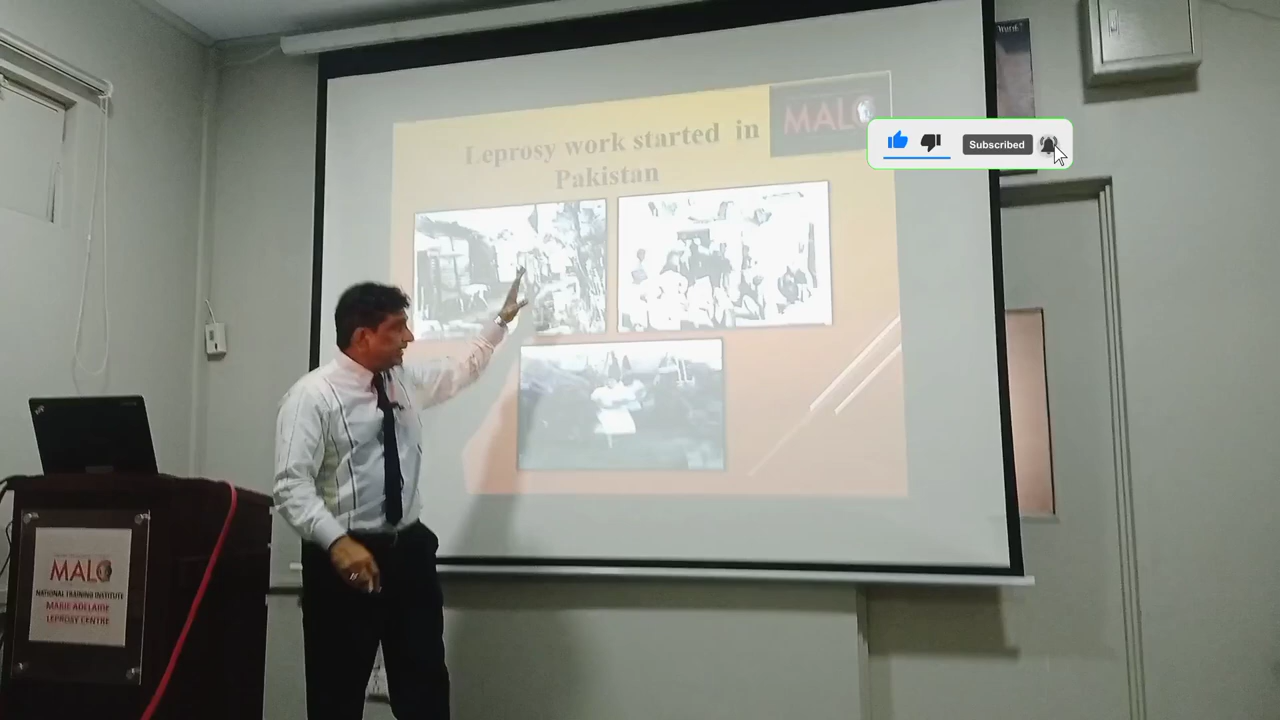 Leprosy work started in
Pakistan
MALC
Subscribed
MALC
NATIONAL TRAINING INSTITUTE
MARIE ADELAIDE
LEPROSY CENTRE